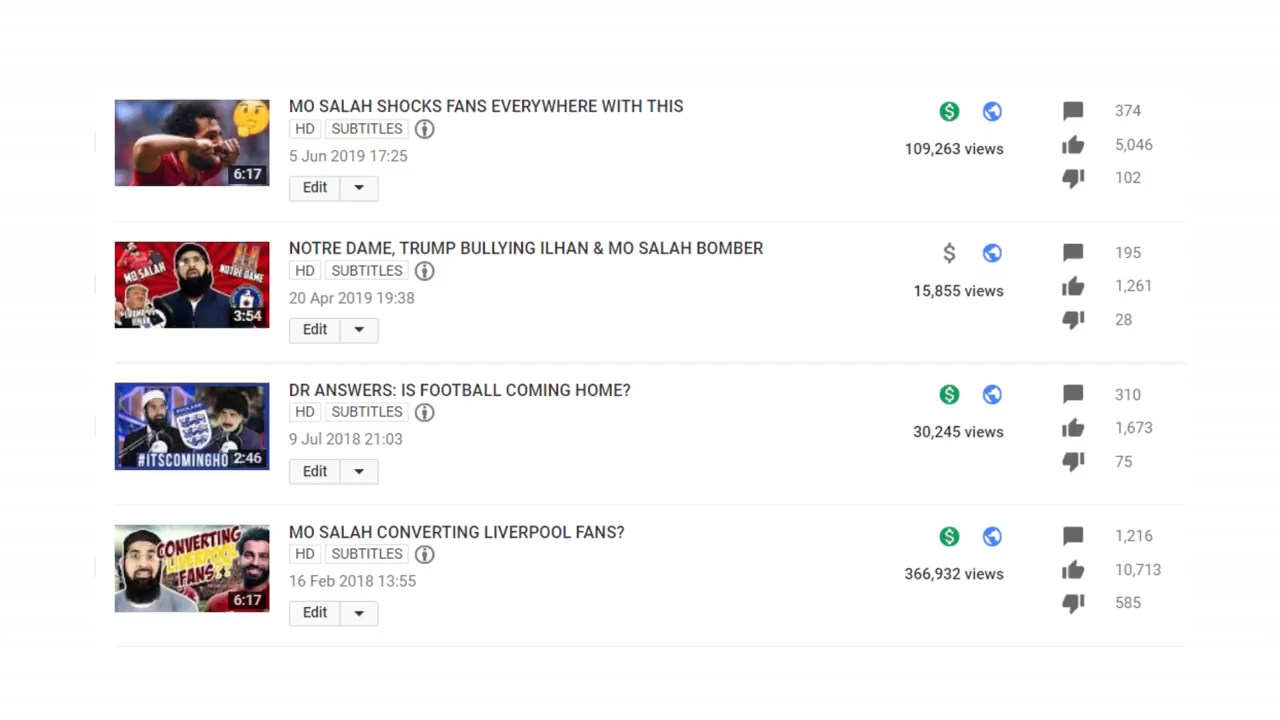 MO SALAH SHOCKS FANS EVERYWHERE WITH THIS
HD SUBTITLES
5 Jun 2019 17:25
Edit
6:17
109,263 views
374
5,046
102
NOTRE DAME, TRUMP BULLYING ILHAN & MO SALAH BOMBER
HD SUBTITLES
20 Apr 2019 19:38
Edit
MO SALAH
NOTRE DAME
3:54
$
15,855 views
195
1,261
28
DR ANSWERS: IS FOOTBALL COMING HOME?
HD SUBTITLES
9 Jul 2018 21:03
Edit
ENGLAND
#ITSCOMINGHO 2:46
30,245 views
310
1,673
75
MO SALAH CONVERTING LIVERPOOL FANS?
HD SUBTITLES
16 Feb 2018 13:55
Edit
CONVERTING
LIVERPOOL
FANS
6:17
366,932 views
1,216
10,713
585